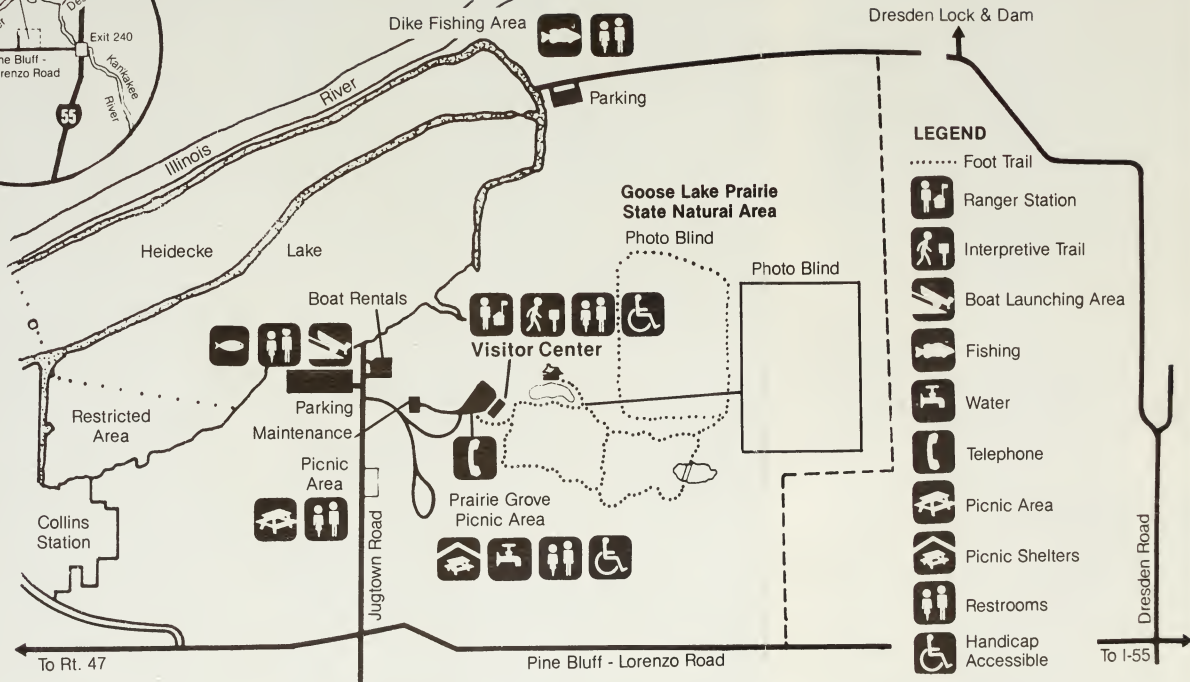 Exit 240
Kankakee
River
ne Bluff -
renzo Road
55
Dike Fishing Area
Dresden Lock & Dam
Parking
Illinois
River
LEGEND
Foot Trail
Ranger Station
Interpretive Trail
Boat Launching Area
Fishing
Water
Telephone
Picnic Area
Picnic Shelters
Restrooms
Handicap
Accessible
Goose Lake Prairie
State Natural Area
Photo Blind
Photo Blind
Heidecke
Lake
Boat Rentals
Visitor Center
Restricted
Area
Parking
Maintenance
Picnic
Area
Prairie Grove
Picnic Area
Collins
Station
Jugtown Road
Dresden Road
To Rt. 47
Pine Bluff - Lorenzo Road
To I-55